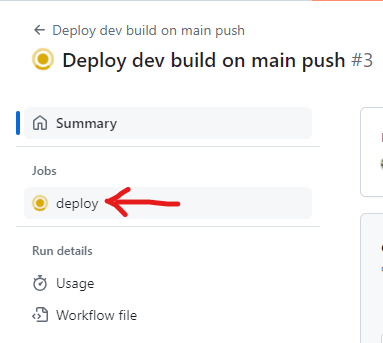 Deploy dev build on main push
Deploy dev build on main push #3
Summary
Jobs
deploy
Run details
Usage
Workflow file